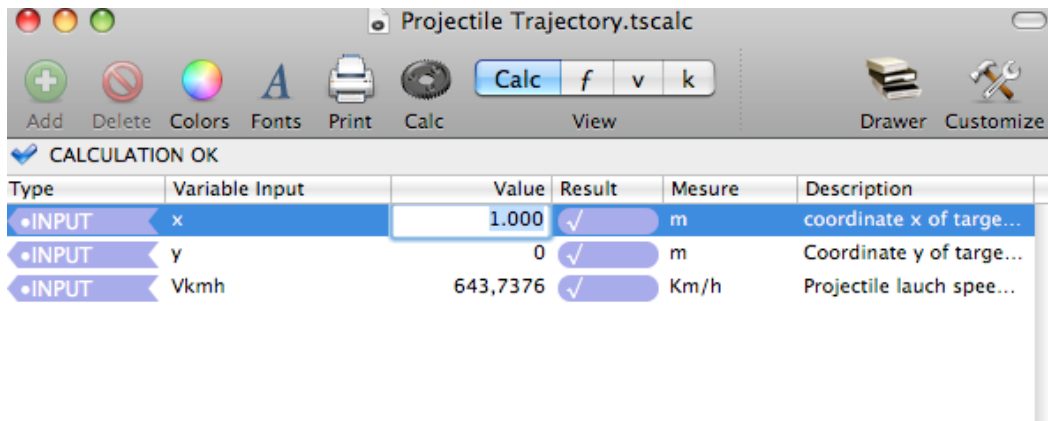 Projectile Trajectory.tscalc
Calc f v k
Add Delete Colors Fonts Print Calc View Drawer Customize
CALCULATION OK
Type Variable Input Value Result Mesure Description
•INPUT x 1.000 √ m coordinate x of targe...
•INPUT y 0 √ m Coordinate y of targe...
•INPUT Vkmh 643,7376 √ Km/h Projectile lauch spee...